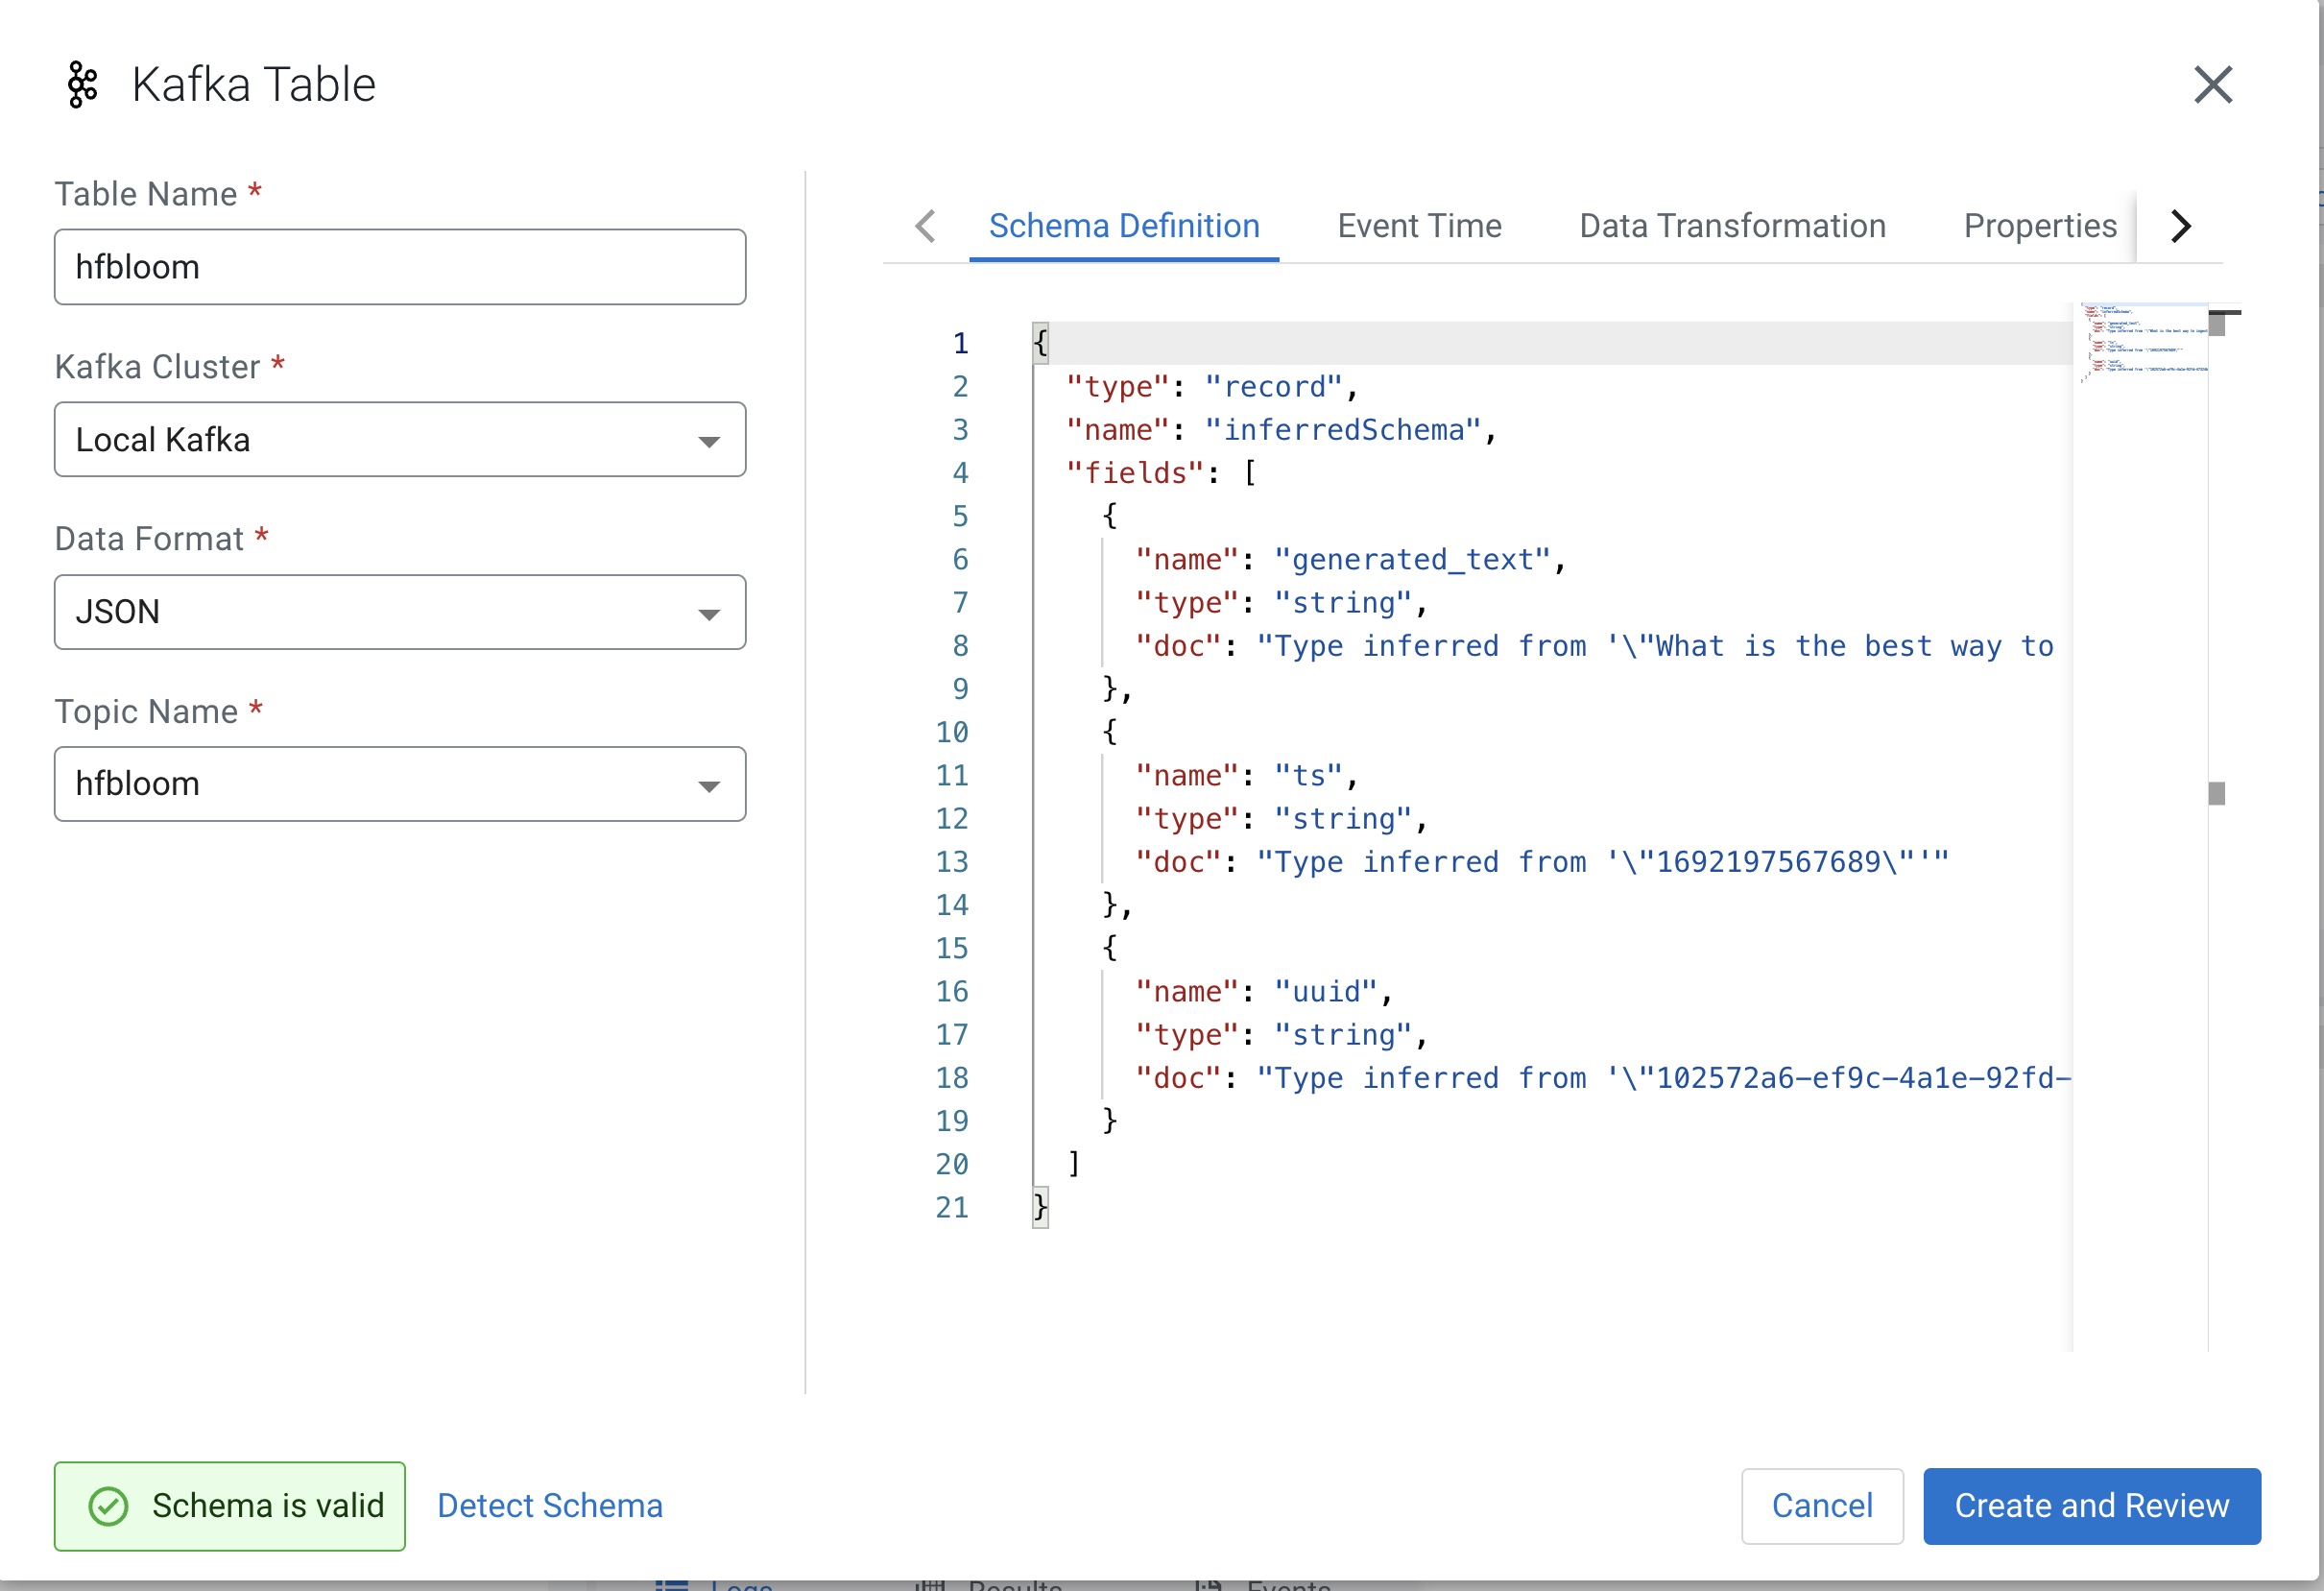 Kafka Table
Table Name *
hfbloom
Kafka Cluster *
Local Kafka
Data Format *
JSON
Topic Name *
hfbloom
Schema Definition Event Time Data Transformation Properties
1 {
2 "type": "record",
3 "name": "inferredSchema",
4 "fields": [
5 {
6 "name": "generated_text",
7 "type": "string",
8 "doc": "Type inferred from '\"What is the best way to
9 },
10 {
11 "name": "ts",
12 "type": "string",
13 "doc": "Type inferred from '\"1692197567689\"'"
14 },
15 {
16 "name": "uuid",
17 "type": "string",
18 "doc": "Type inferred from '\"102572a6-ef9c-4a1e-92fd-
19 }
20 ]
21 }
Schema is valid
Detect Schema
Cancel
Create and Review
Logs Results Events